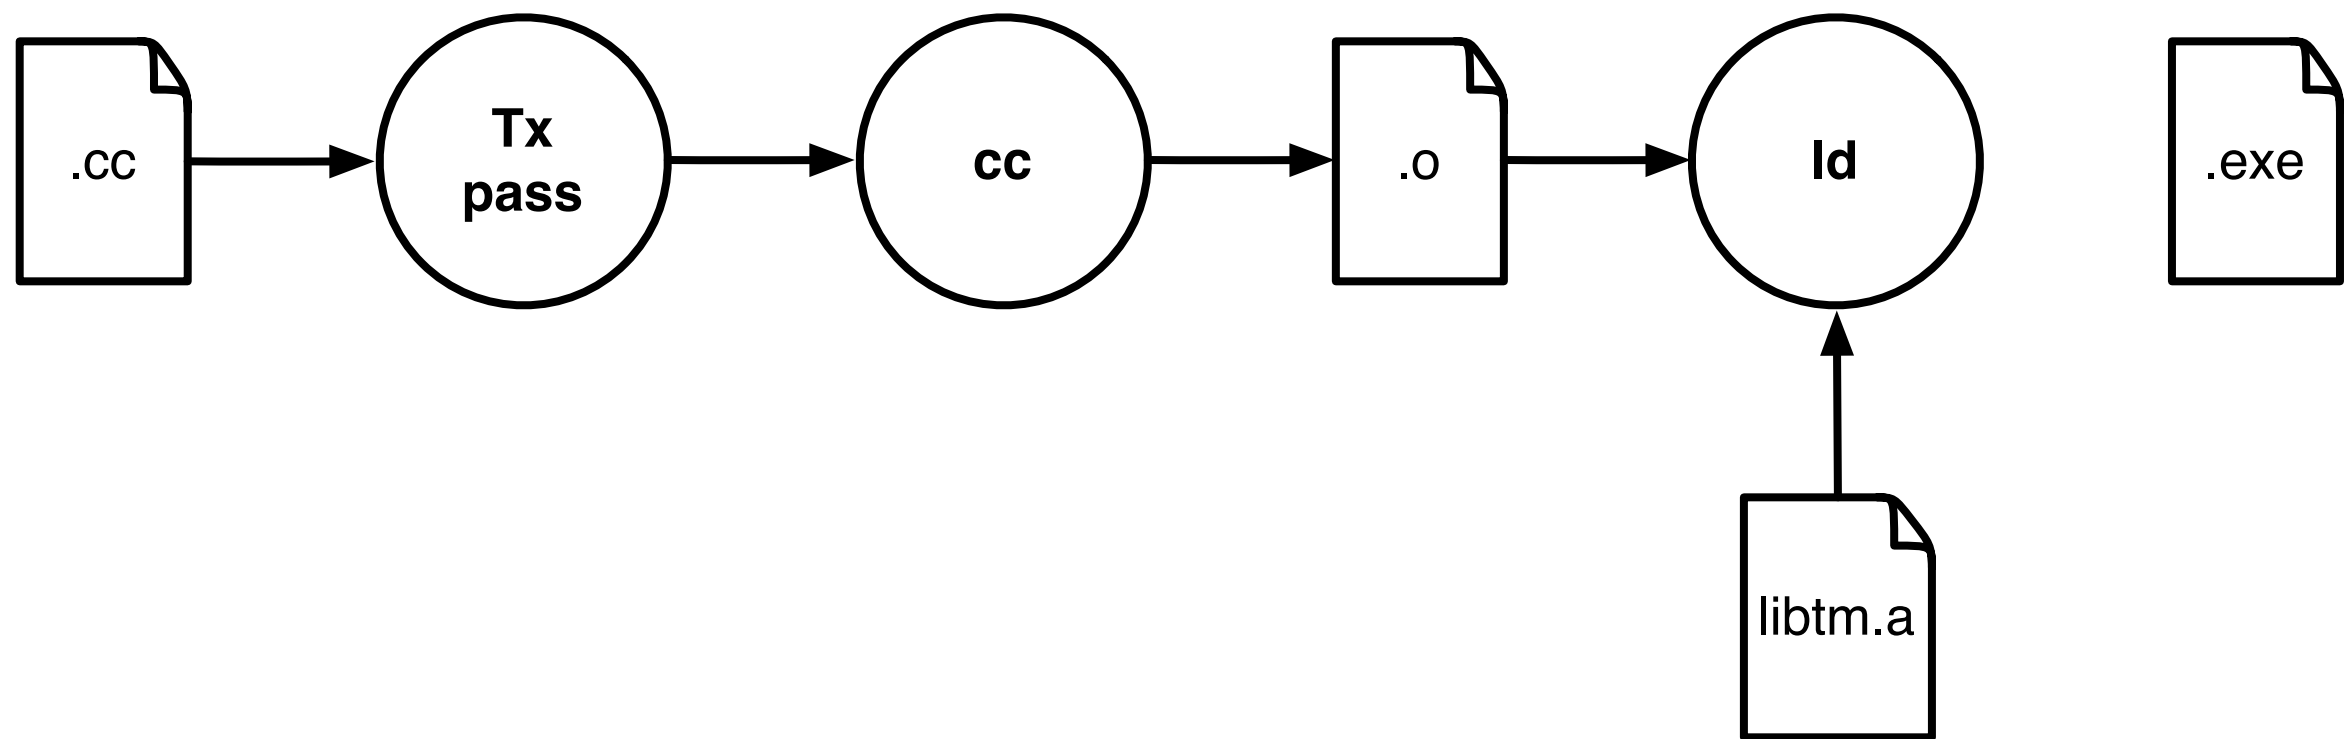 .cc
Tx
pass
cc
.o
ld
.exe
libtm.a